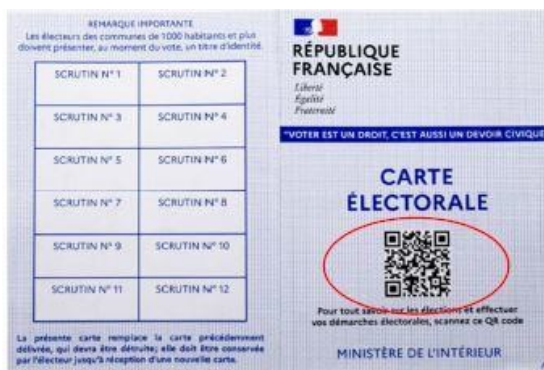 REMARQUE IMPORTANTE
Les électeurs des communes de 1000 habitants et plus
doivent présenter, au moment du vote, un titre d'identité.
SCRUTIN N° 1
SCRUTIN N° 2
SCRUTIN N° 3
SCRUTIN N° 4
SCRUTIN N° 5
SCRUTIN N° 6
SCRUTIN N° 7
SCRUTIN N° 8
SCRUTIN N° 9
SCRUTIN N° 10
SCRUTIN N° 11
SCRUTIN N° 12
La présente carte remplace la carte précédemment
délivrée, qui devra être détruite; elle doit être conservée
par l'électeur jusqu'à réception d'une nouvelle carte.
RÉPUBLIQUE
FRANÇAISE
Liberté
Égalité
Fraternité
"VOTER EST UN DROIT, C'EST AUSSI UN DEVOIR CIVIQUE
CARTE
ÉLECTORALE
Pour tout savoir sur les élections et effectuer
vos démarches électorales, scannez ce QR code
MINISTÈRE DE L'INTÉRIEUR